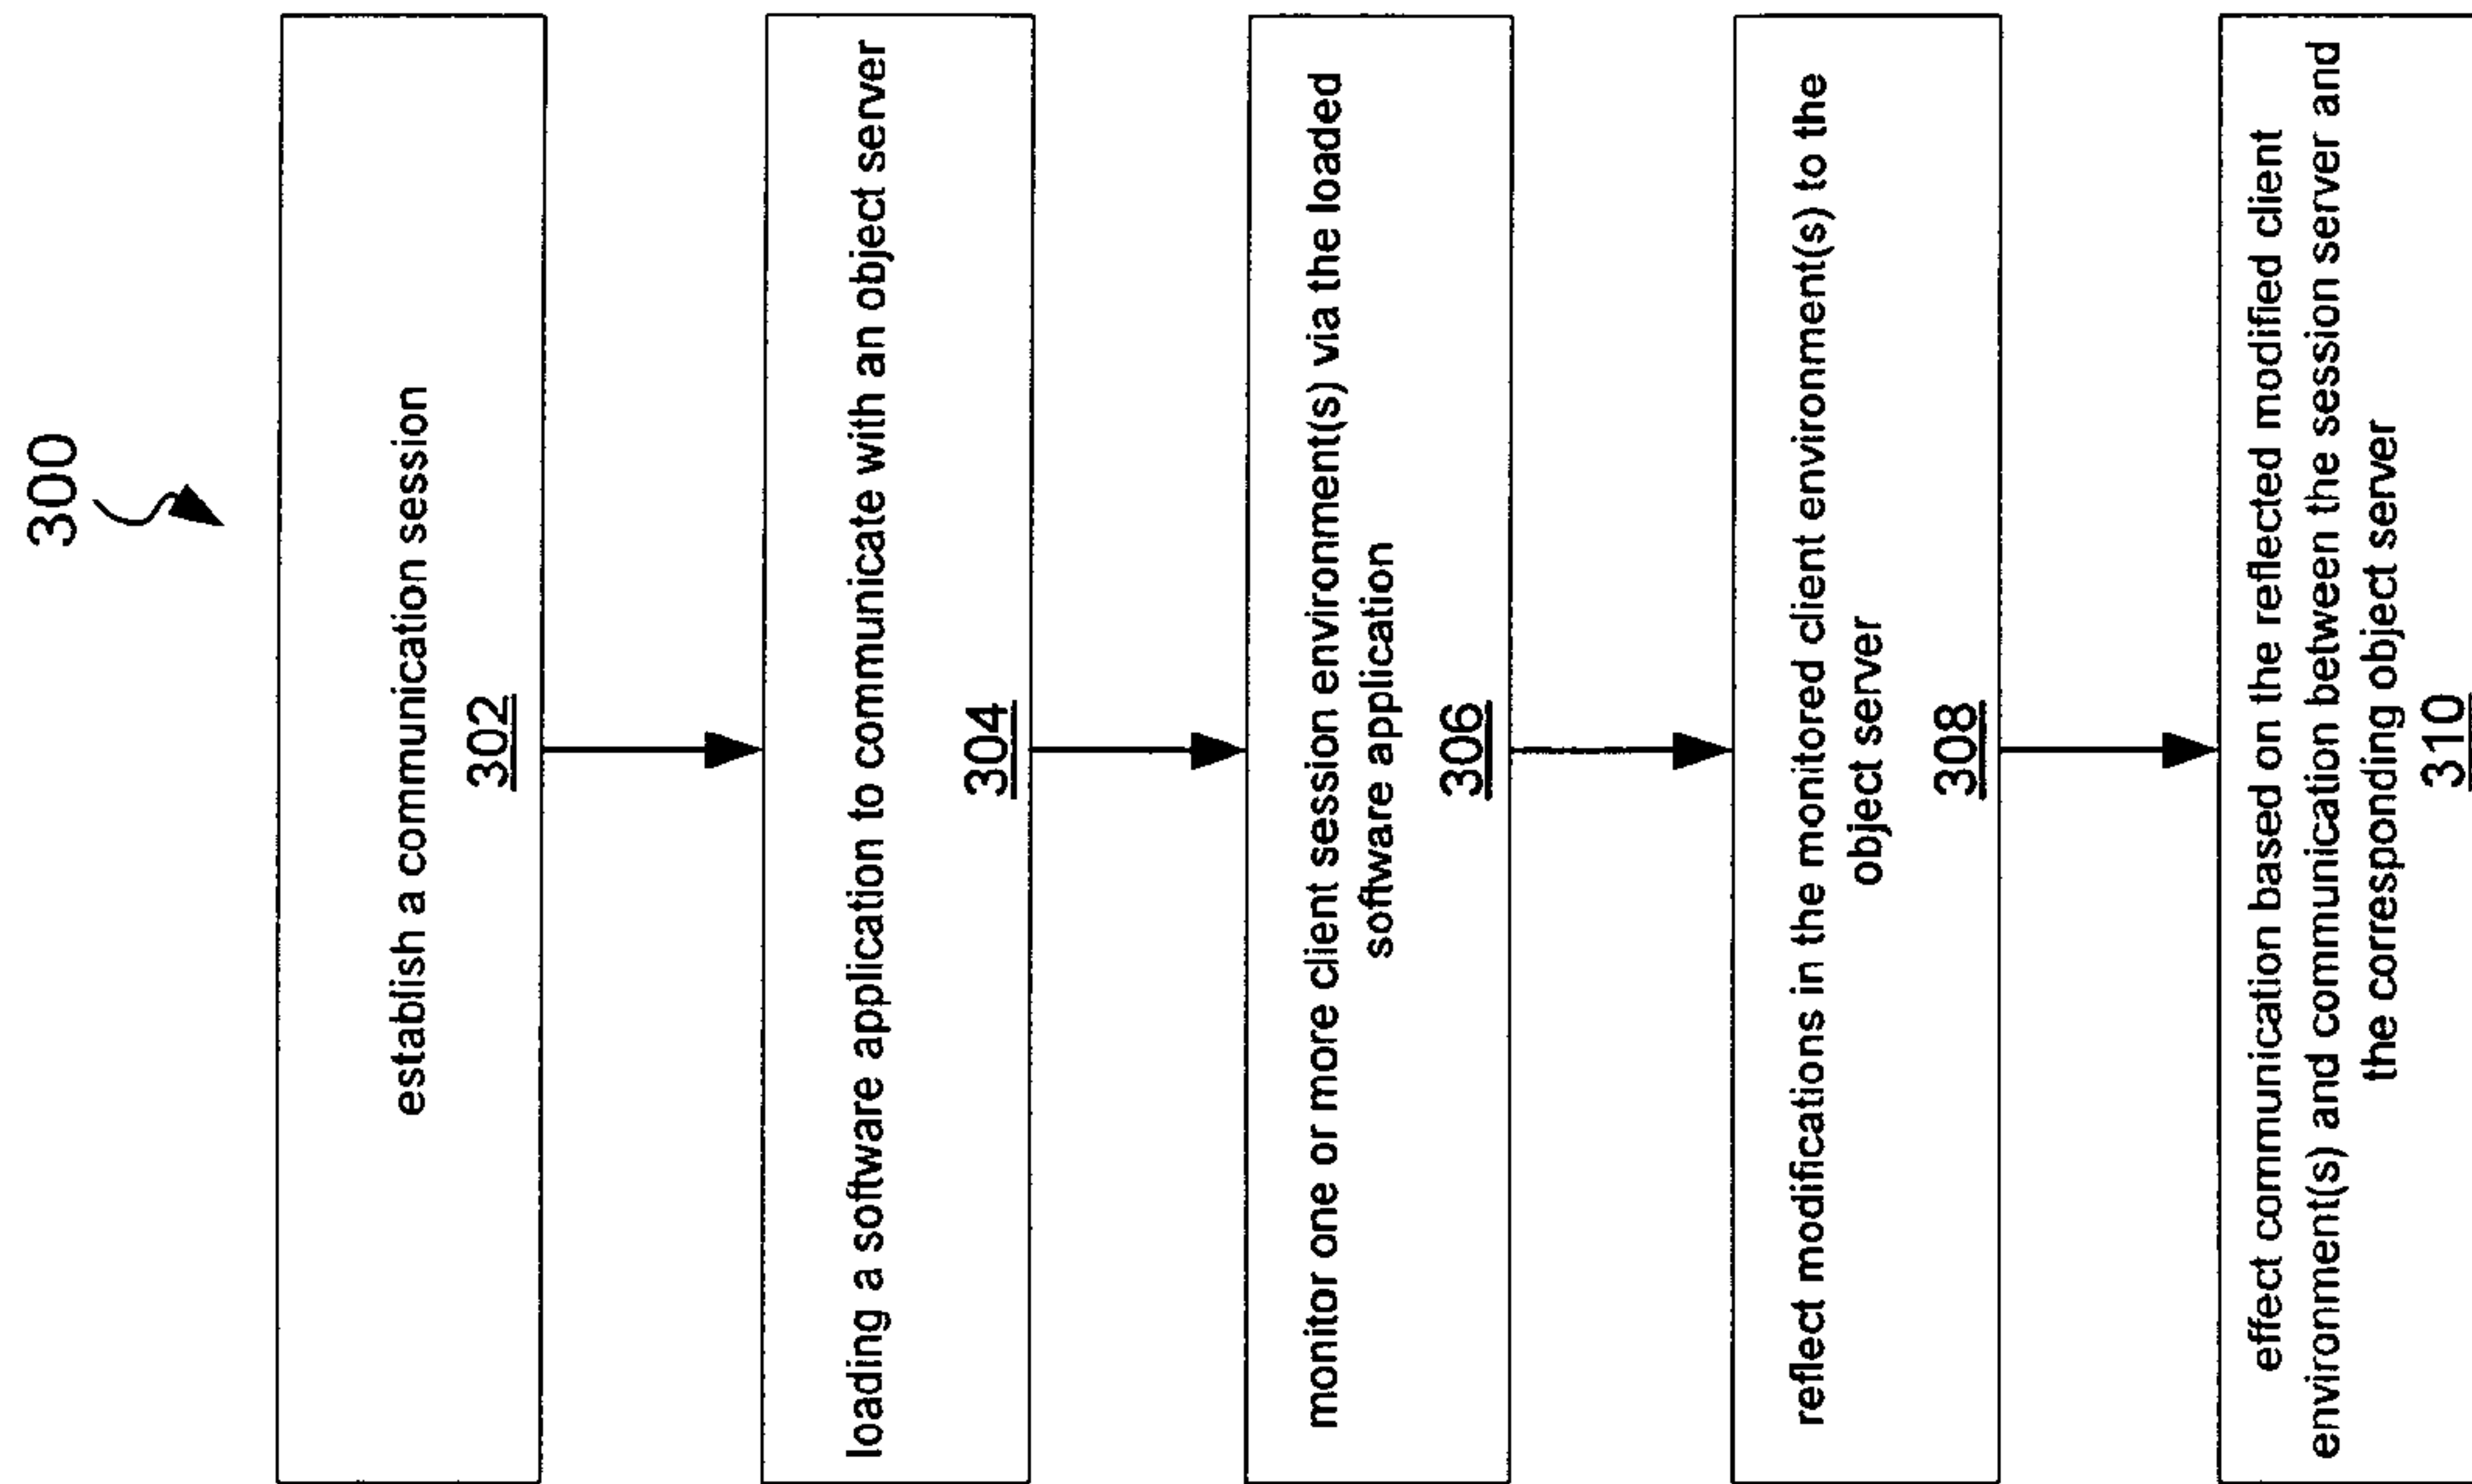 300
establish a communication session
302
loading a software application to communicate with an object server
304
monitor one or more client session environment(s) via the loaded
software application
306
reflect modifications in the monitored client environment(s) to the
object server
308
effect communication based on the reflected modified client
environment(s) and communication between the session server and
the corresponding object server
310